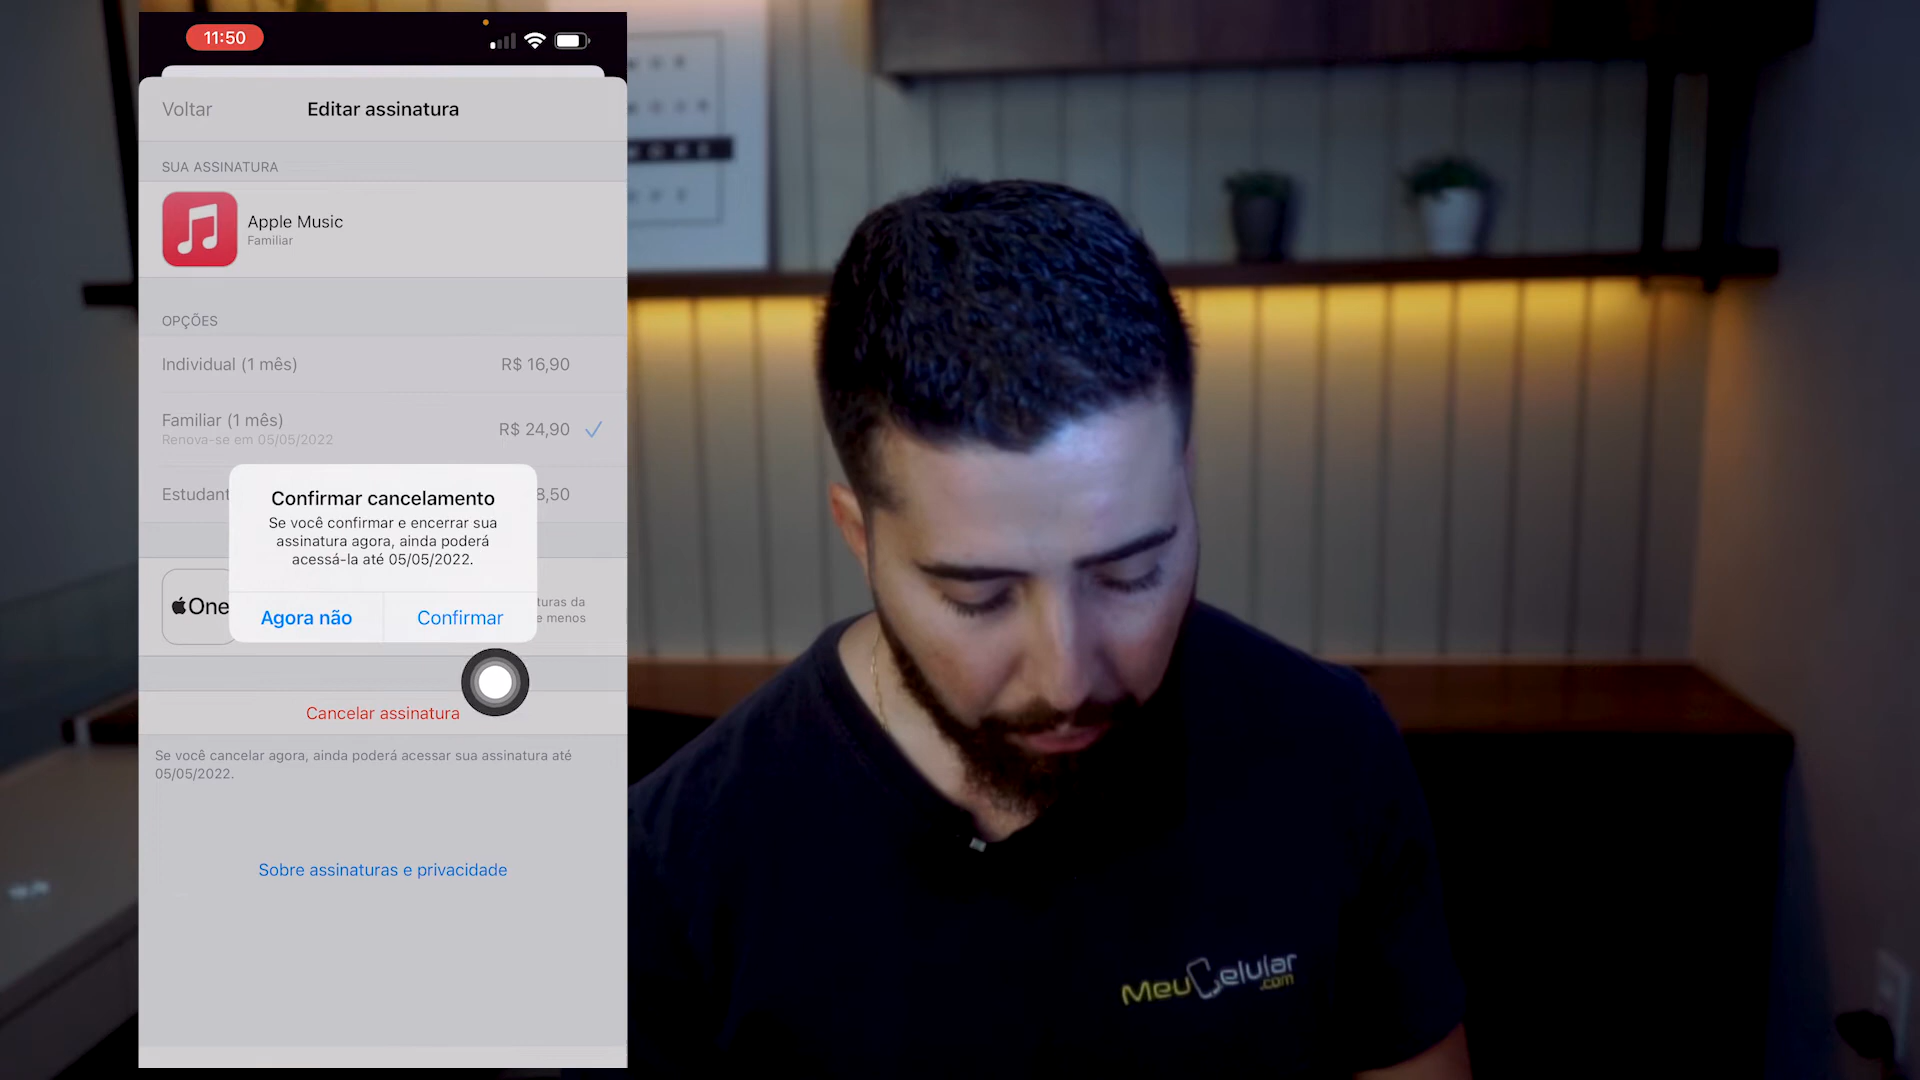 11:50
Voltar
Editar assinatura
SUA ASSINATURA
Apple Music
Familiar
OPÇÕES
Individual (1 mês)
R$ 16,90
Familiar (1 mês)
Renova-se em 05/05/2022
R$ 24,90
8,50
Confirmar cancelamento
Se você confirmar e encerrar sua
assinatura agora, ainda poderá
acessá-la até 05/05/2022.
One
e menos
Agora não
Confirmar
Cancelar assinatura
Se você cancelar agora, ainda poderá acessar sua assinatura até
05/05/2022.
Sobre assinaturas e privacidade
MeuCelular
.com